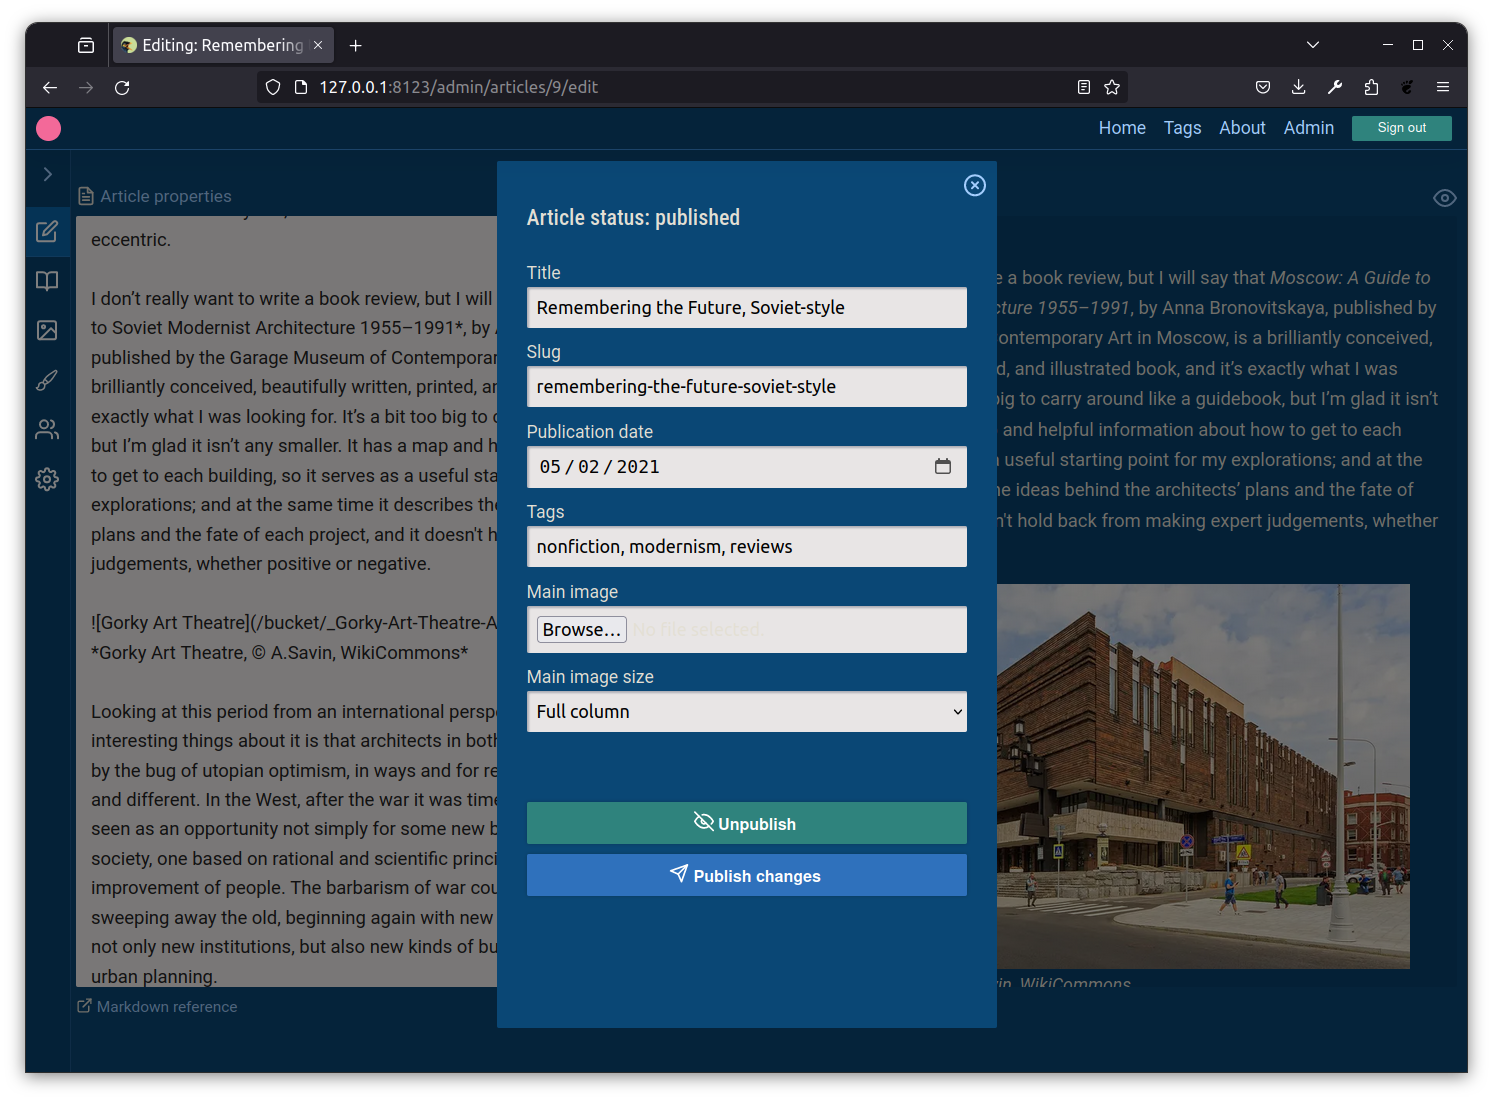 Editing: Remembering
127.0.0.1:8123/admin/articles/9/edit
Home Tags About Admin Sign out
Article properties
eccentric.
I don’t really want to write a book review, but I will
to Soviet Modernist Architecture 1955–1991*, by
published by the Garage Museum of Contemporar
brilliantly conceived, beautifully written, printed, an
exactly what I was looking for. It’s a bit too big to c
but I’m glad it isn’t any smaller. It has a map and h
to get to each building, so it serves as a useful sta
explorations; and at the same time it describes the
plans and the fate of each project, and it doesn't h
judgements, whether positive or negative.
![Gorky Art Theatre](/bucket/_Gorky-Art-Theatre-A
*Gorky Art Theatre, © A.Savin, WikiCommons*
Looking at this period from an international persp
interesting things about it is that architects in both
by the bug of utopian optimism, in ways and for re
and different. In the West, after the war it was time
seen as an opportunity not simply for some new b
society, one based on rational and scientific princi
improvement of people. The barbarism of war cou
sweeping away the old, beginning again with new
not only new institutions, but also new kinds of bu
urban planning.
Markdown reference
Article status: published
Title
Remembering the Future, Soviet-style
Slug
remembering-the-future-soviet-style
Publication date
05/02/2021
Tags
nonfiction, modernism, reviews
Main image
Browse… No file selected.
Main image size
Full column
Unpublish
Publish changes
e a book review, but I will say that Moscow: A Guide to
cture 1955–1991, by Anna Bronovitskaya, published by
ontemporary Art in Moscow, is a brilliantly conceived,
d, and illustrated book, and it’s exactly what I was
big to carry around like a guidebook, but I’m glad it isn’t
and helpful information about how to get to each
useful starting point for my explorations; and at the
he ideas behind the architects’ plans and the fate of
n't hold back from making expert judgements, whether
in, WikiCommons